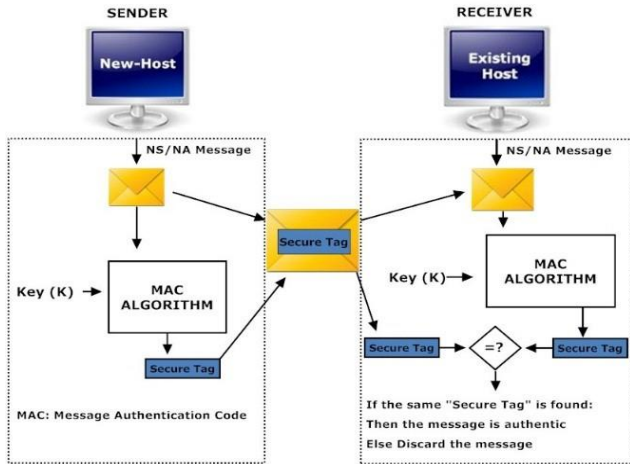 SENDER
New-Host
NS/NA Message
Key (K)
MAC
ALGORITHM
Secure Tag
MAC: Message Authentication Code
Secure Tag
RECEIVER
Existing
Host
NS/NA Message
Key (K)
MAC
ALGORITHM
Secure Tag
=?
Secure Tag
If the same "Secure Tag" is found:
Then the message is authentic
Else Discard the message